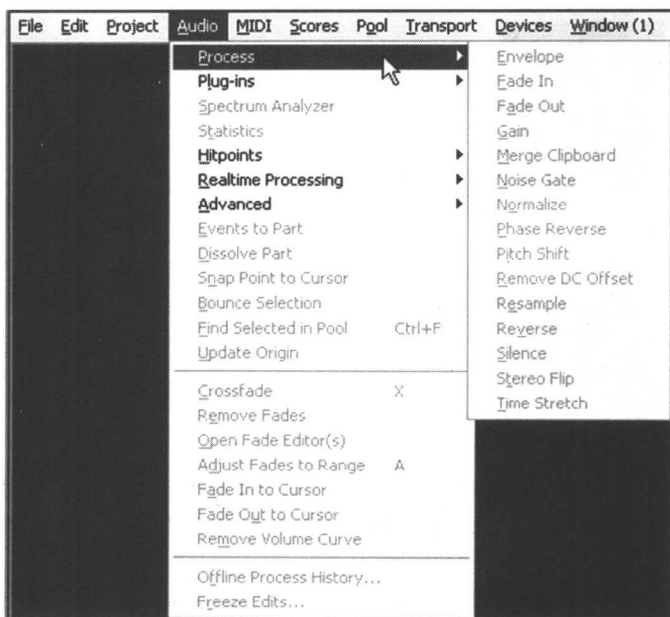 File Edit Project Audio MIDI Scores Pool Transport Devices Window (1)
Process
Plug-ins
Spectrum Analyzer
Statistics
Hitpoints
Realtime Processing
Advanced
Events to Part
Dissolve Part
Snap Point to Cursor
Bounce Selection
Find Selected in Pool Ctrl+F
Update Origin
Crossfade X
Remove Fades
Open Fade Editor(s)
Adjust Fades to Range A
Fade In to Cursor
Fade Out to Cursor
Remove Volume Curve
Offline Process History...
Freeze Edits...
Envelope
Fade In
Fade Out
Gain
Merge Clipboard
Noise Gate
Normalize
Phase Reverse
Pitch Shift
Remove DC Offset
Resample
Reverse
Silence
Stereo Flip
Time Stretch